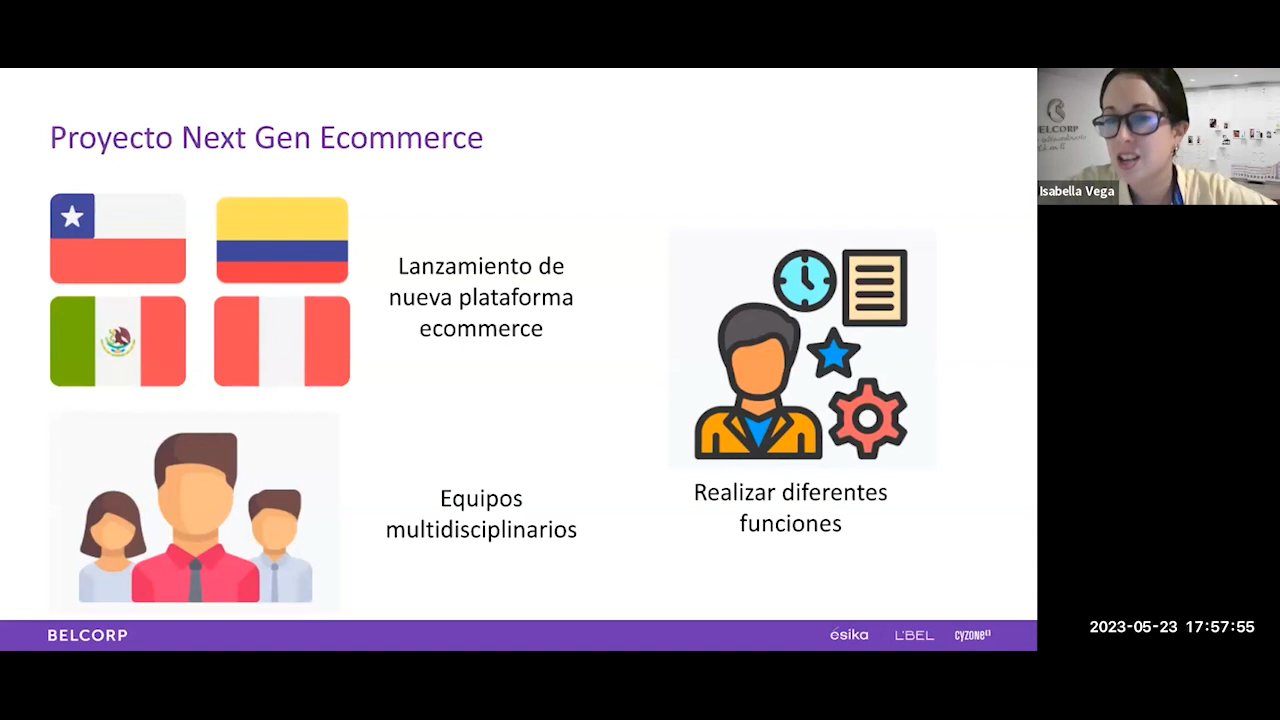 Proyecto Next Gen Ecommerce
Lanzamiento de
nueva plataforma
ecommerce
Equipos
multidisciplinarios
Realizar diferentes
funciones
BELCORP
ésika
L'BEL
cyzone
BELCORP
Isabella Vega
2023-05-23 17:57:55